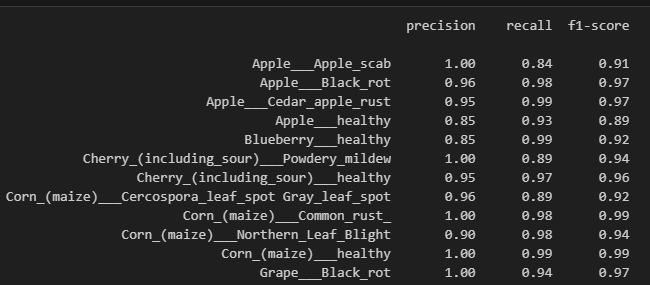 precision recall f1-score
Apple___Apple_scab 1.00 0.84 0.91
Apple___Black_rot 0.96 0.98 0.97
Apple___Cedar_apple_rust 0.95 0.99 0.97
Apple___healthy 0.85 0.93 0.89
Blueberry___healthy 0.85 0.99 0.92
Cherry_(including_sour)___Powdery_mildew 1.00 0.89 0.94
Cherry_(including_sour)___healthy 0.95 0.97 0.96
Corn_(maize)___Cercospora_leaf_spot Gray_leaf_spot 0.96 0.89 0.92
Corn_(maize)___Common_rust_ 1.00 0.98 0.99
Corn_(maize)___Northern_Leaf_Blight 0.90 0.98 0.94
Corn_(maize)___healthy 1.00 0.99 0.99
Grape___Black_rot 1.00 0.94 0.97